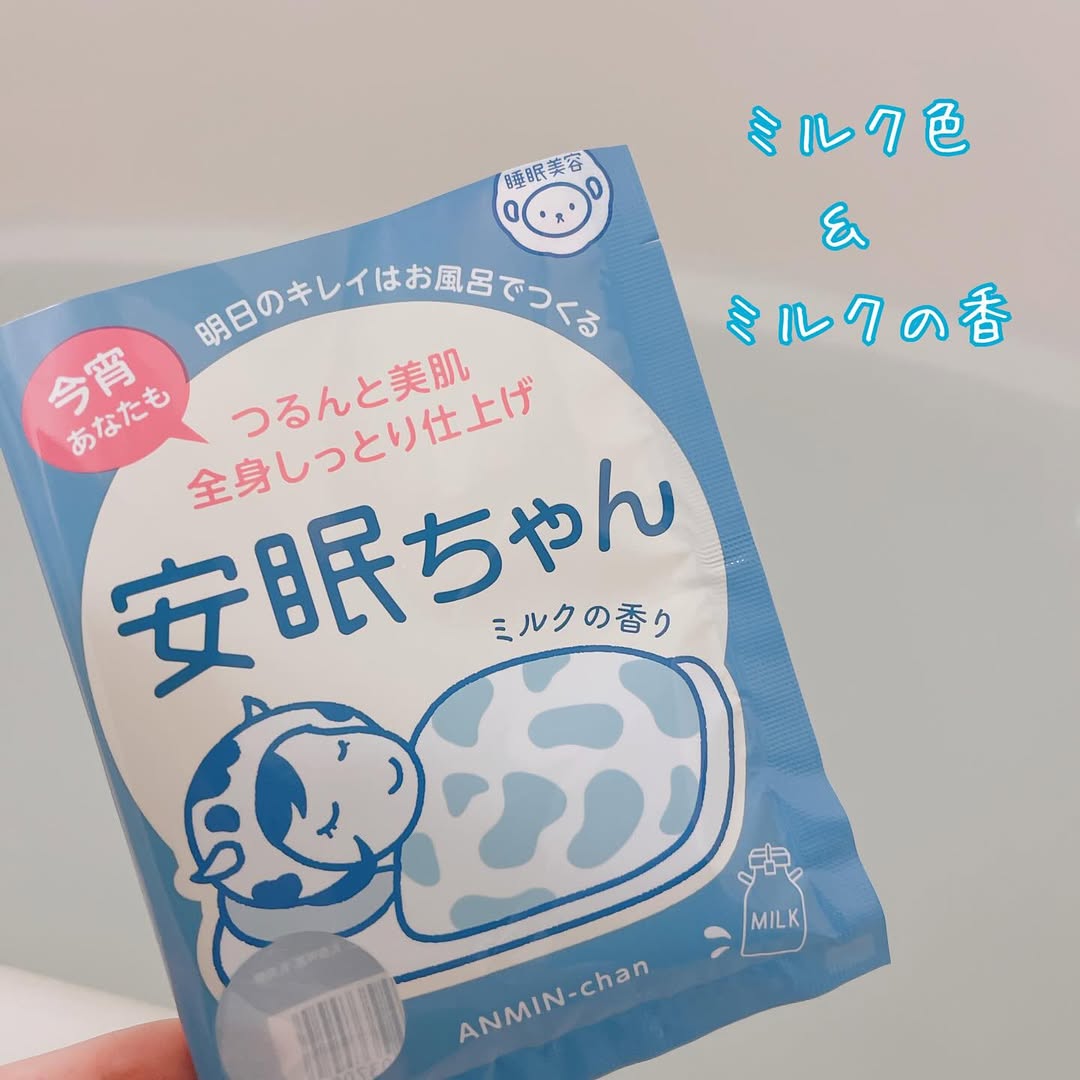 ミルク色
&
ミルクの香
睡眠美容
明日のキレイはお風呂でつくる
今宵
あなたも
つるんと美肌
全身しっとり仕上げ
安眠ちゃん
ミルクの香り
MILK
ANMIN-chan